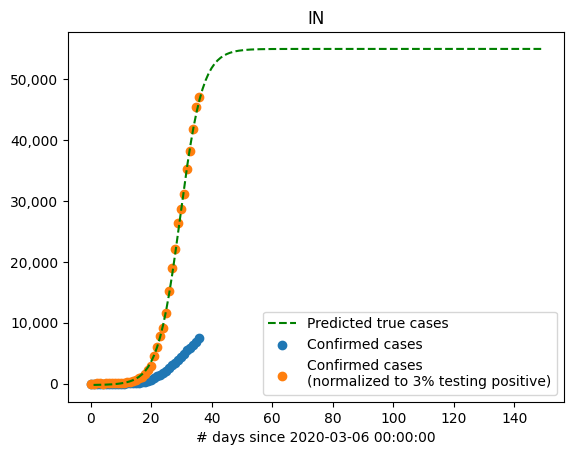 IN
50,000
40,000
30,000
20,000
10,000
0
0 20 40 60 80 100 120 140
# days since 2020-03-06 00:00:00
Predicted true cases
Confirmed cases
Confirmed cases
(normalized to 3% testing positive)